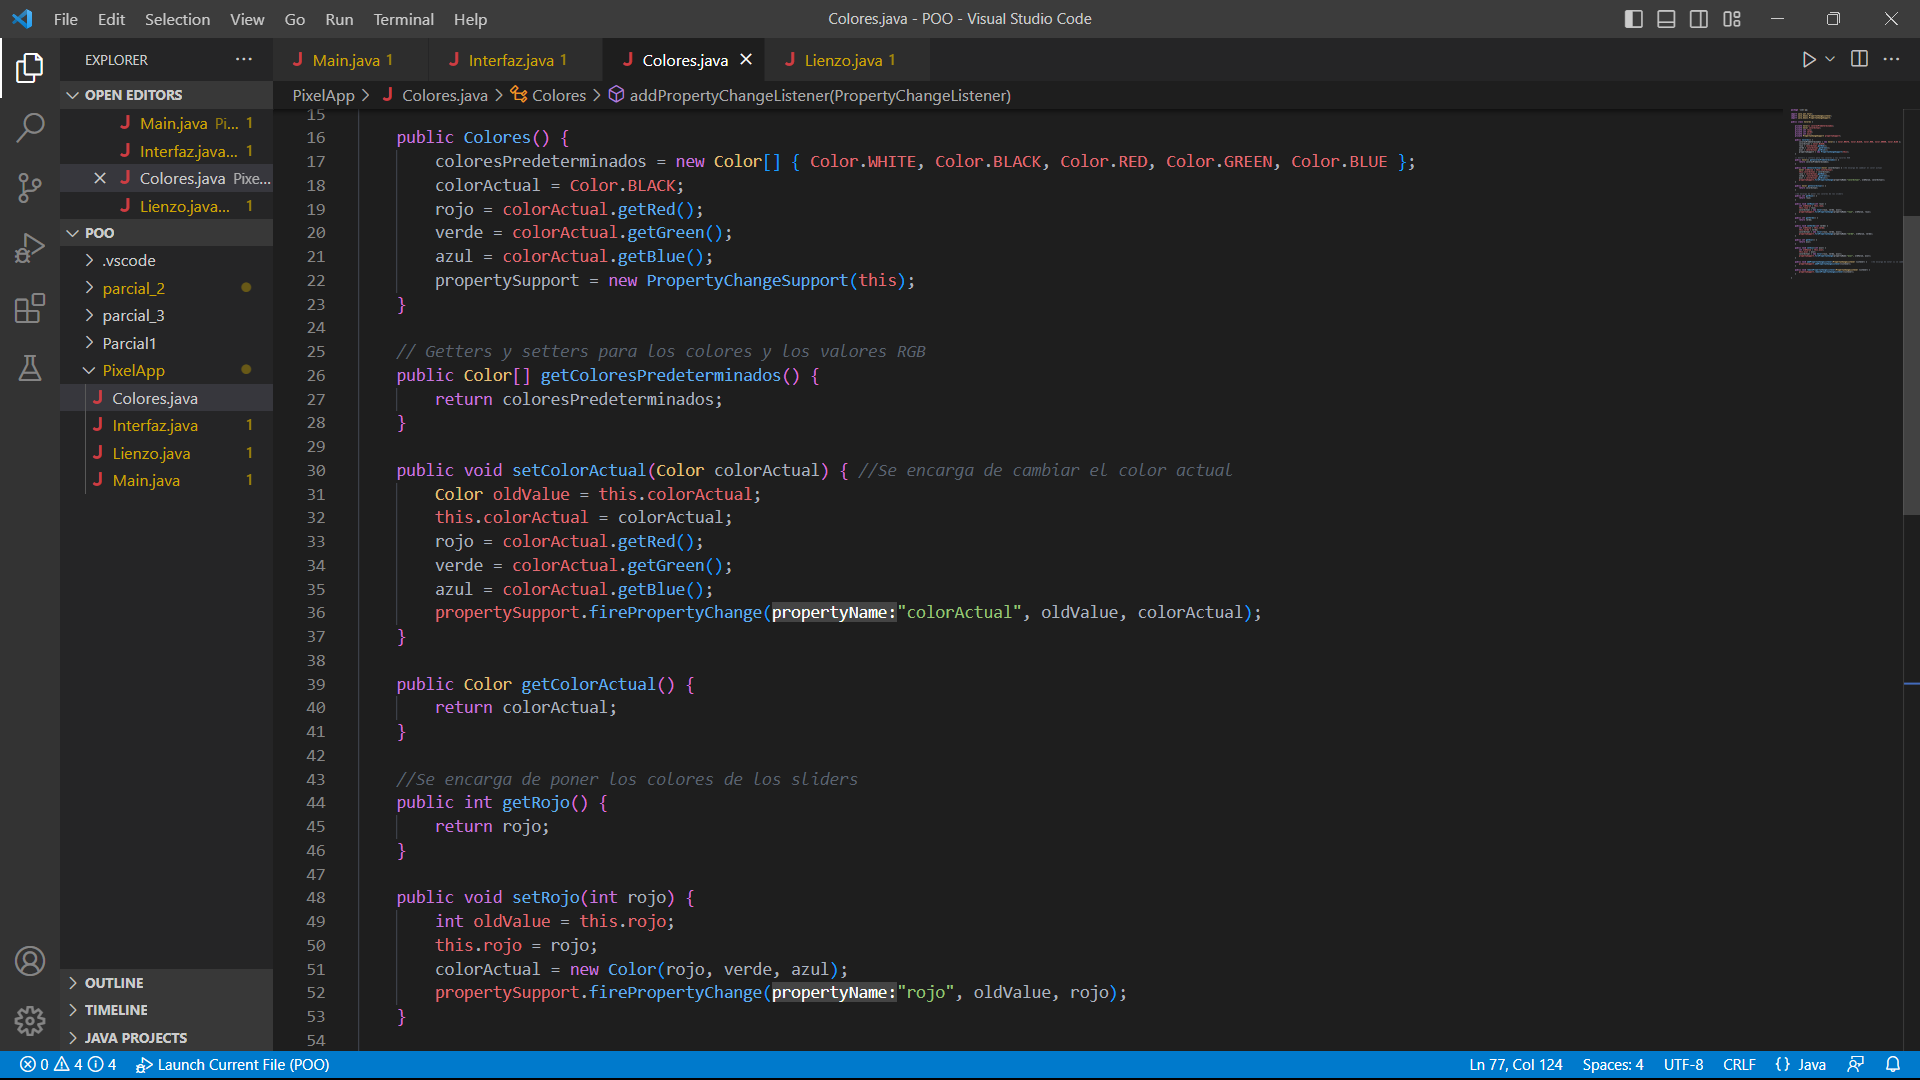 File Edit Selection View Go Run Terminal Help
Colores.java - POO - Visual Studio Code
EXPLORER
Main.java 1
Interfaz.java 1
Colores.java
Lienzo.java 1
PixelApp > Colores.java > Colores > addPropertyChangeListener(PropertyChangeListener)
OPEN EDITORS
Main.java Pi... 1
Interfaz.java... 1
Colores.java Pixe...
Lienzo.java... 1
POO
.vscode
parcial_2
parcial_3
Parcial1
PixelApp
Colores.java
Interfaz.java 1
Lienzo.java 1
Main.java 1
OUTLINE
TIMELINE
JAVA PROJECTS
15
16 public Colores() {
17 coloresPredeterminados = new Color[] { Color.WHITE, Color.BLACK, Color.RED, Color.GREEN, Color.BLUE };
18 colorActual = Color.BLACK;
19 rojo = colorActual.getRed();
20 verde = colorActual.getGreen();
21 azul = colorActual.getBlue();
22 propertySupport = new PropertyChangeSupport(this);
23 }
24
25 // Getters y setters para los colores y los valores RGB
26 public Color[] getColoresPredeterminados() {
27 return coloresPredeterminados;
28 }
29
30 public void setColorActual(Color colorActual) { //Se encarga de cambiar el color actual
31 Color oldValue = this.colorActual;
32 this.colorActual = colorActual;
33 rojo = colorActual.getRed();
34 verde = colorActual.getGreen();
35 azul = colorActual.getBlue();
36 propertySupport.firePropertyChange(propertyName:"colorActual", oldValue, colorActual);
37 }
38
39 public Color getColorActual() {
40 return colorActual;
41 }
42
43 //Se encarga de poner los colores de los sliders
44 public int getRojo() {
45 return rojo;
46 }
47
48 public void setRojo(int rojo) {
49 int oldValue = this.rojo;
50 this.rojo = rojo;
51 colorActual = new Color(rojo, verde, azul);
52 propertySupport.firePropertyChange(propertyName:"rojo", oldValue, rojo);
53 }
54
0 4 4 Launch Current File (POO)
Ln 77, Col 124 Spaces: 4 UTF-8 CRLF {} Java